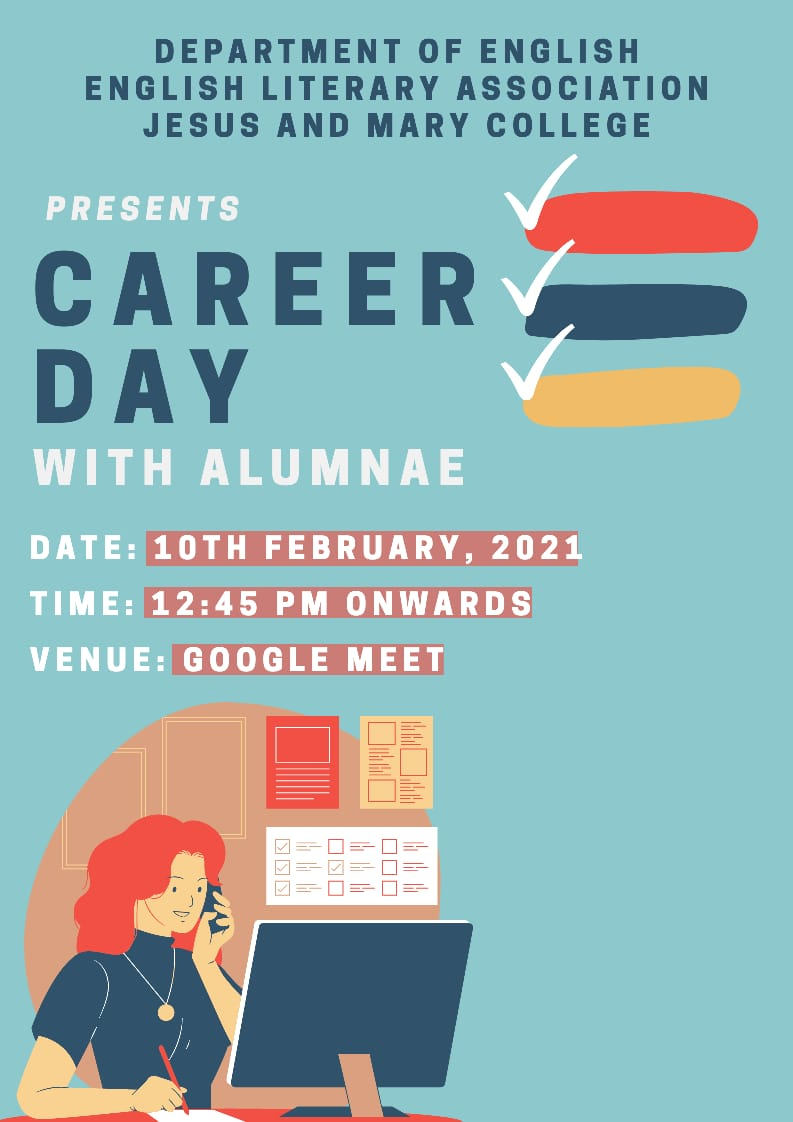 DEPARTMENT OF ENGLISH
ENGLISH LITERARY ASSOCIATION
JESUS AND MARY COLLEGE
PRESENTS
CAREER
DAY
WITH ALUMNAE
DATE: 10TH FEBRUARY, 2021
TIME: 12:45 PM ONWARDS
VENUE: GOOGLE MEET